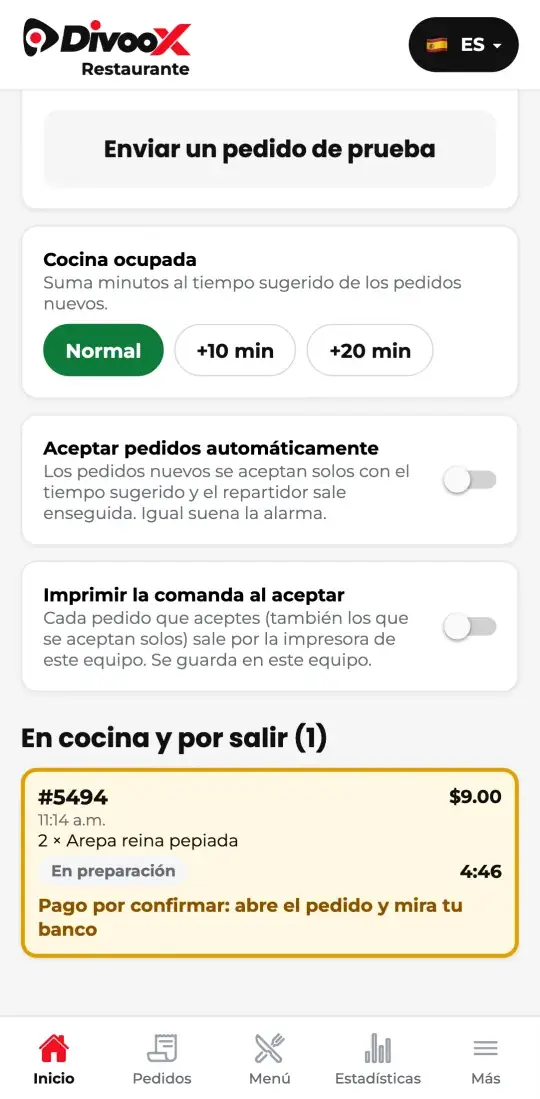 DivooX
Restaurante
ES
Enviar un pedido de prueba
Cocina ocupada
Suma minutos al tiempo sugerido de los pedidos
nuevos.
Normal
+10 min
+20 min
Aceptar pedidos automáticamente
Los pedidos nuevos se aceptan solos con el
tiempo sugerido y el repartidor sale
enseguida. Igual suena la alarma.
Imprimir la comanda al aceptar
Cada pedido que aceptes (también los que
se aceptan solos) sale por la impresora de
este equipo. Se guarda en este equipo.
En cocina y por salir (1)
#5494
$9.00
11:14 a.m.
2 × Arepa reina pepiada
En preparación
4:46
Pago por confirmar: abre el pedido y mira tu
banco
Inicio
Pedidos
Menú
Estadísticas
Más